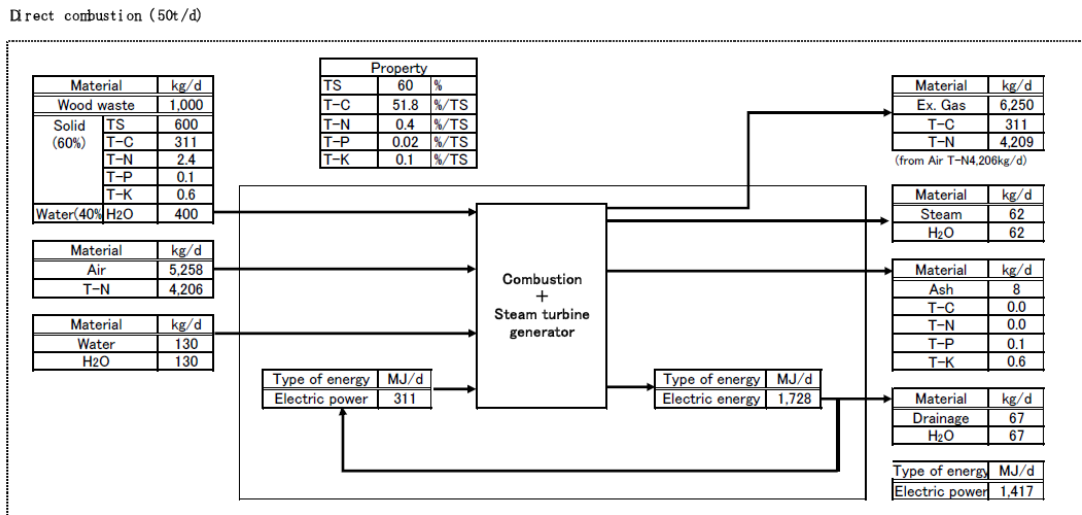 Direct combustion (50t/d)
Material kg/d
Wood waste 1,000
Solid (60%) TS 600
T-C 311
T-N 2.4
T-P 0.1
T-K 0.6
Water(40% H2O 400
Material kg/d
Air 5,258
T-N 4,206
Material kg/d
Water 130
H2O 130
Property
TS 60 %
T-C 51.8 %/TS
T-N 0.4 %/TS
T-P 0.02 %/TS
T-K 0.1 %/TS
Type of energy MJ/d
Electric power 311
Combustion
+
Steam turbine
generator
Type of energy MJ/d
Electric energy 1,728
Material kg/d
Ex. Gas 6,250
T-C 311
T-N 4,209
(from Air T-N4,206kg/d)
Material kg/d
Steam 62
H2O 62
Material kg/d
Ash 8
T-C 0.0
T-N 0.0
T-P 0.1
T-K 0.6
Material kg/d
Drainage 67
H2O 67
Type of energy MJ/d
Electric power 1,417